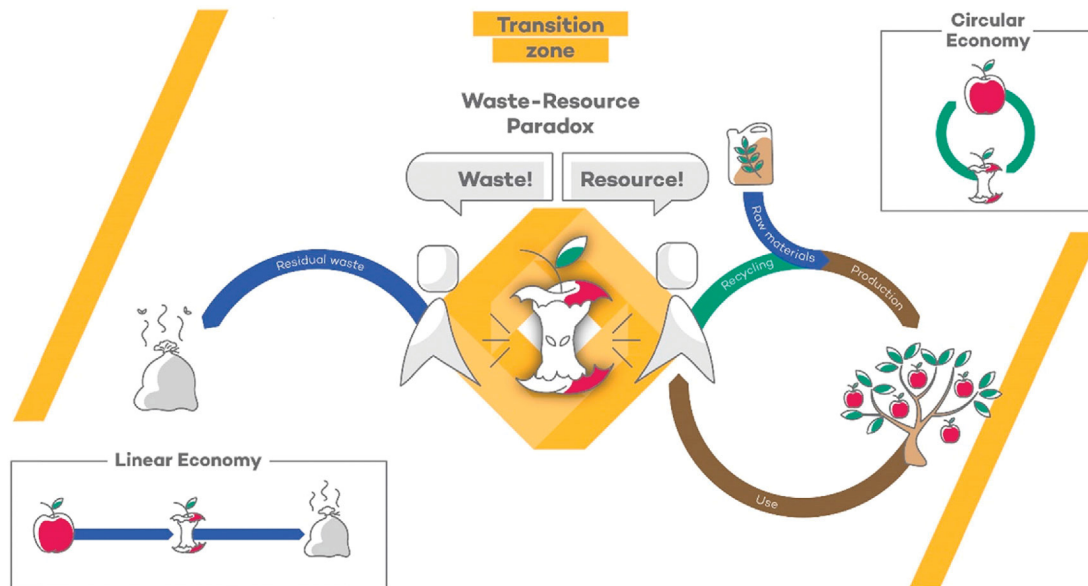 Transition
zone
Waste-Resource
Paradox
Waste!
Resource!
Circular
Economy
Residual waste
Raw materials
Recycling
Production
Use
Linear Economy